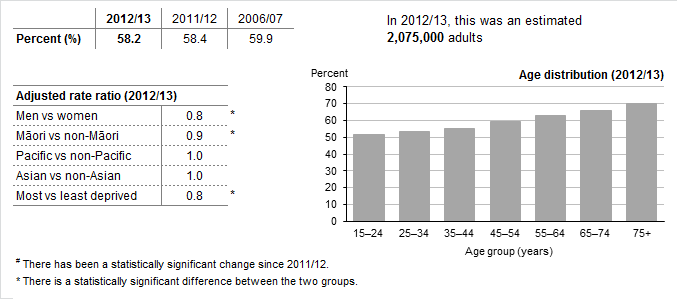 2012/13 2011/12 2006/07
Percent (%) 58.2 58.4 59.9
In 2012/13, this was an estimated
2,075,000 adults
Adjusted rate ratio (2012/13)
Men vs women 0.8 *
Māori vs non-Māori 0.9 *
Pacific vs non-Pacific 1.0
Asian vs non-Asian 1.0
Most vs least deprived 0.8 *
Percent
Age distribution (2012/13)
80
70
60
50
40
30
20
10
0
15–24 25–34 35–44 45–54 55–64 65–74 75+
Age group (years)
# There has been a statistically significant change since 2011/12.
* There is a statistically significant difference between the two groups.